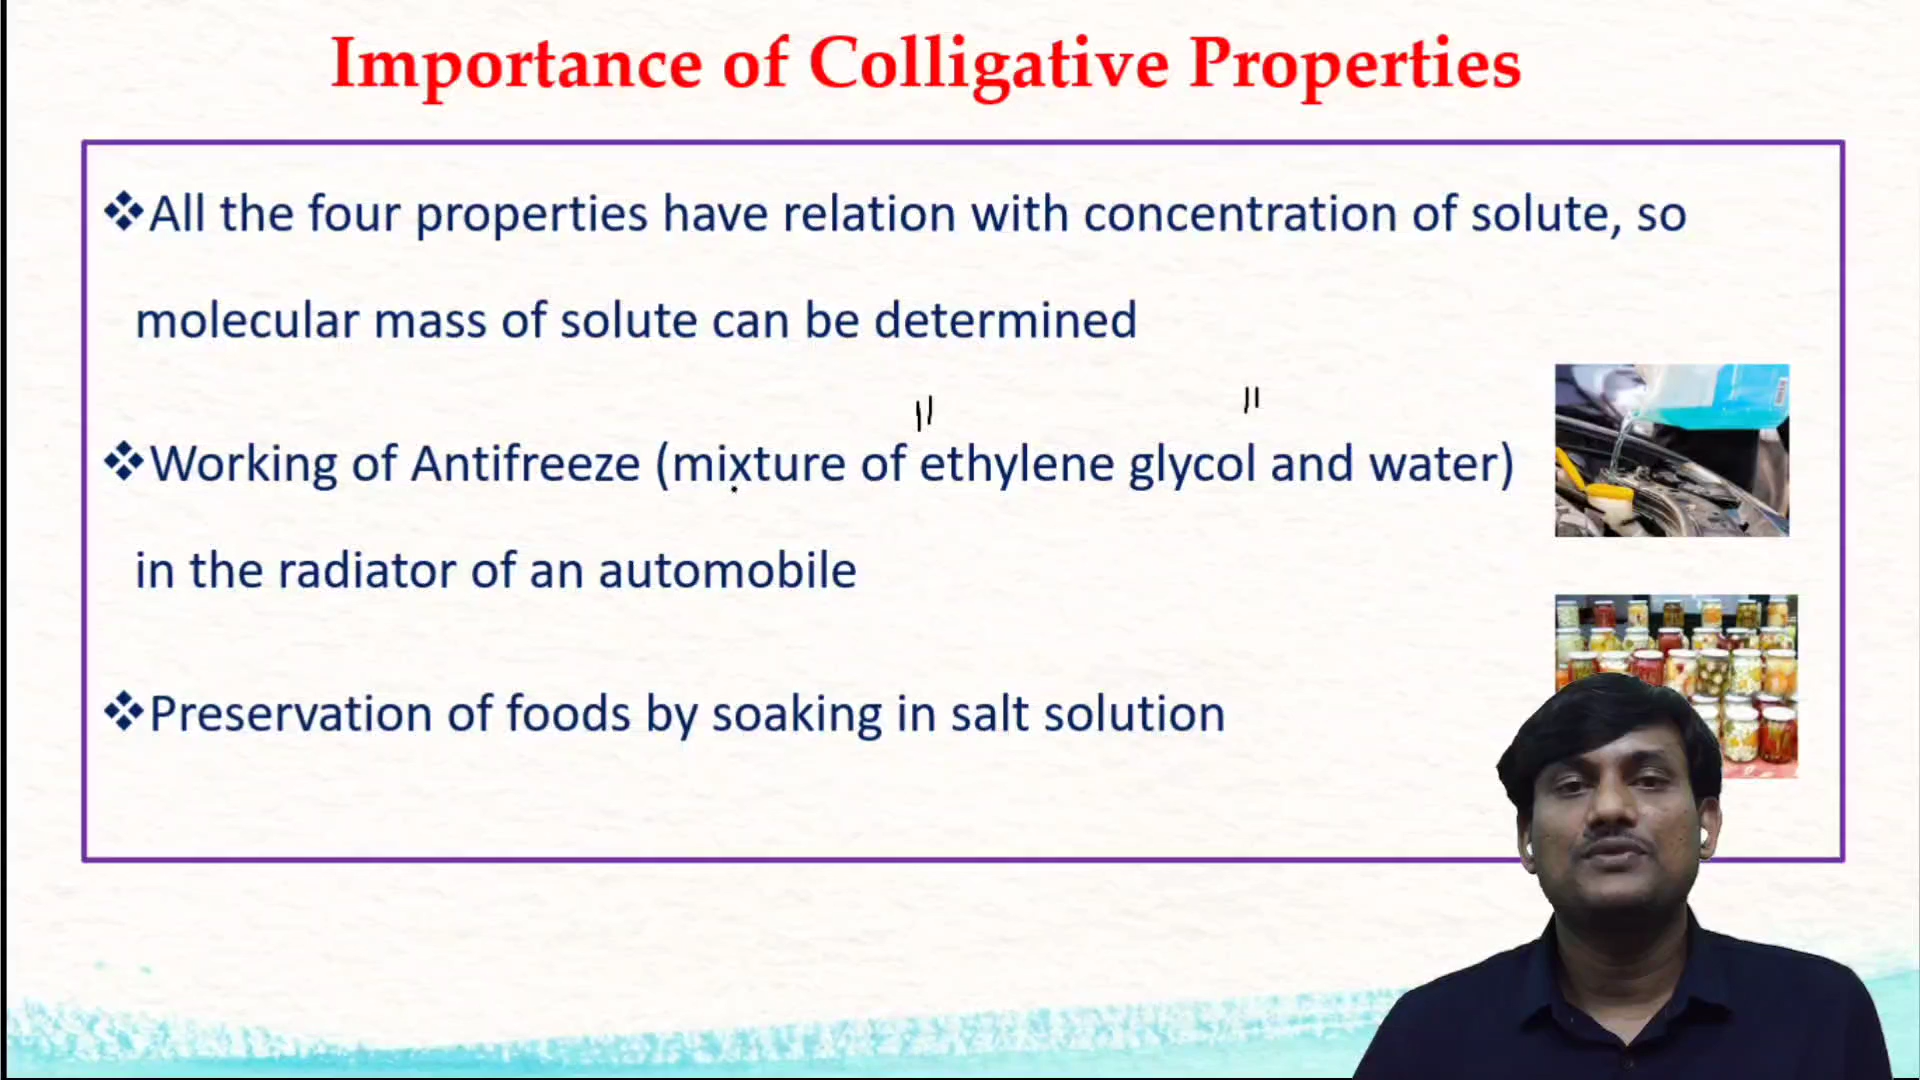 Importance of Colligative Properties
❖All the four properties have relation with concentration of solute, so
molecular mass of solute can be determined
❖Working of Antifreeze (mixture of ethylene glycol and water)
in the radiator of an automobile
❖Preservation of foods by soaking in salt solution